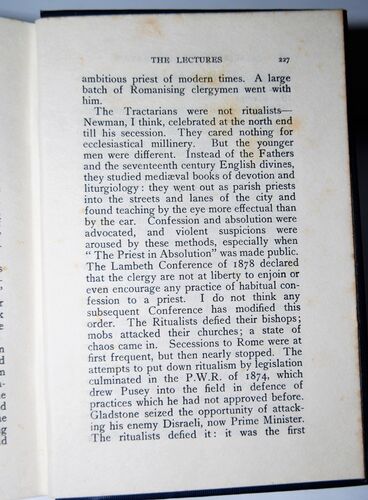 THE LECTURES 227
ambitious priest of modern times. A large
batch of Romanising clergymen went with
him.
The Tractarians were not ritualists—
Newman, I think, celebrated at the north end
till his secession. They cared nothing for
ecclesiastical millinery. But the younger
men were different. Instead of the Fathers
and the seventeenth century English divines,
they studied mediæval books of devotion and
liturgiology: they went out as parish priests
into the streets and lanes of the city and
found teaching by the eye more effectual than
by the ear. Confession and absolution were
advocated, and violent suspicions were
aroused by these methods, especially when
"The Priest in Absolution" was made public.
The Lambeth Conference of 1878 declared
that the clergy are not at liberty to enjoin or
even encourage any practice of habitual con-
fession to a priest. I do not think any
subsequent Conference has modified this
order. The Ritualists defied their bishops;
mobs attacked their churches; a state of
chaos came in. Secessions to Rome were at
first frequent, but then nearly stopped. The
attempts to put down ritualism by legislation
culminated in the P.W.R. of 1874, which
drew Pusey into the field in defence of
practices which he had not approved before.
Gladstone seized the opportunity of attack-
ing his enemy Disraeli, now Prime Minister.
The ritualists defied it: it was the first